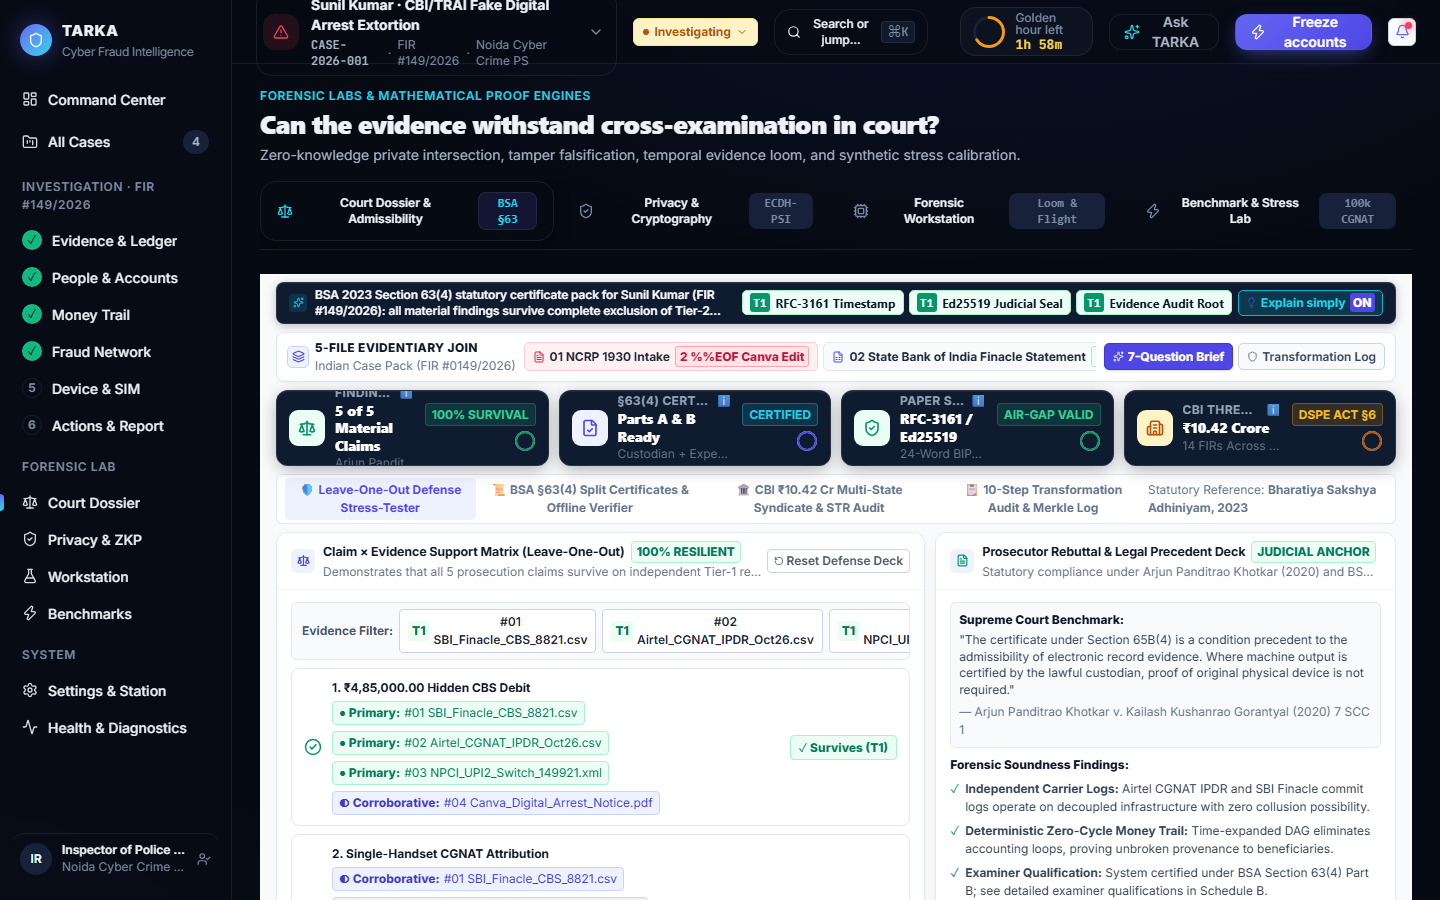 TARKA
Cyber Fraud Intelligence
Command Center
All Cases
4
INVESTIGATION · FIR
#149/2026
Evidence & Ledger
People & Accounts
Money Trail
Fraud Network
5 Device & SIM
6 Actions & Report
FORENSIC LAB
Court Dossier
Privacy & ZKP
Workstation
Benchmarks
SYSTEM
Settings & Station
Health & Diagnostics
IR
Inspector of Police ...
Noida Cyber Crime ...
Sunil Kumar · CBI/TRAI Fake Digital
Arrest Extortion
CASE-
2026-001
·
FIR
#149/2026
·
Noida Cyber
Crime PS
Investigating
Search or
jump...
⌘K
Golden
hour left
1h 58m
Ask
TARKA
Freeze
accounts
FORENSIC LABS & MATHEMATICAL PROOF ENGINES
Can the evidence withstand cross-examination in court?
Zero-knowledge private intersection, tamper falsification, temporal evidence loom, and synthetic stress calibration.
Court Dossier &
Admissibility
BSA
§63
Privacy &
Cryptography
ECDH-
PSI
Forensic
Workstation
Loom &
Flight
Benchmark & Stress
Lab
100k
CGNAT
BSA 2023 Section 63(4) statutory certificate pack for Sunil Kumar (FIR
#149/2026): all material findings survive complete exclusion of Tier-2...
T1 RFC-3161 Timestamp
T1 Ed25519 Judicial Seal
T1 Evidence Audit Root
Explain simply ON
5-FILE EVIDENTIARY JOIN
Indian Case Pack (FIR #0149/2026)
01 NCRP 1930 Intake 2 %%EOF Canva Edit
02 State Bank of India Finacle Statement
7-Question Brief
Transformation Log
FINDIN...
5 of 5
Material
Claims
Arjun Pandit
100% SURVIVAL
§63(4) CERT...
Parts A & B
Ready
Custodian + Expe...
CERTIFIED
PAPER S...
RFC-3161 /
Ed25519
24-Word BIP...
AIR-GAP VALID
CBI THRE...
₹10.42 Crore
14 FIRs Across ...
DSPE ACT §6
Leave-One-Out Defense
Stress-Tester
BSA §63(4) Split Certificates &
Offline Verifier
CBI ₹10.42 Cr Multi-State
Syndicate & STR Audit
10-Step Transformation
Audit & Merkle Log
Statutory Reference: Bharatiya Sakshya
Adhiniyam, 2023
Claim × Evidence Support Matrix (Leave-One-Out) 100% RESILIENT
Demonstrates that all 5 prosecution claims survive on independent Tier-1 re...
Reset Defense Deck
Evidence Filter:
T1 #01
SBI_Finacle_CBS_8821.csv
T1 #02
Airtel_CGNAT_IPDR_Oct26.csv
T1
NPCI_UPI
1. ₹4,85,000.00 Hidden CBS Debit
● Primary: #01 SBI_Finacle_CBS_8821.csv
● Primary: #02 Airtel_CGNAT_IPDR_Oct26.csv
● Primary: #03 NPCI_UPI2_Switch_149921.xml
◐ Corroborative: #04 Canva_Digital_Arrest_Notice.pdf
✓ Survives (T1)
2. Single-Handset CGNAT Attribution
◐ Corroborative: #01 SBI_Finacle_CBS_8821.csv
Prosecutor Rebuttal & Legal Precedent Deck JUDICIAL ANCHOR
Statutory compliance under Arjun Panditrao Khotkar (2020) and BS...
Supreme Court Benchmark:
"The certificate under Section 65B(4) is a condition precedent to the
admissibility of electronic record evidence. Where machine output is
certified by the lawful custodian, proof of original physical device is not
required."
— Arjun Panditrao Khotkar v. Kailash Kushanrao Gorantyal (2020) 7 SCC
1
Forensic Soundness Findings:
✓ Independent Carrier Logs: Airtel CGNAT IPDR and SBI Finacle commit
logs operate on decoupled infrastructure with zero collusion possibility.
✓ Deterministic Zero-Cycle Money Trail: Time-expanded DAG eliminates
accounting loops, proving unbroken provenance to beneficiaries.
✓ Examiner Qualification: System certified under BSA Section 63(4) Part
B; see detailed examiner qualifications in Schedule B.